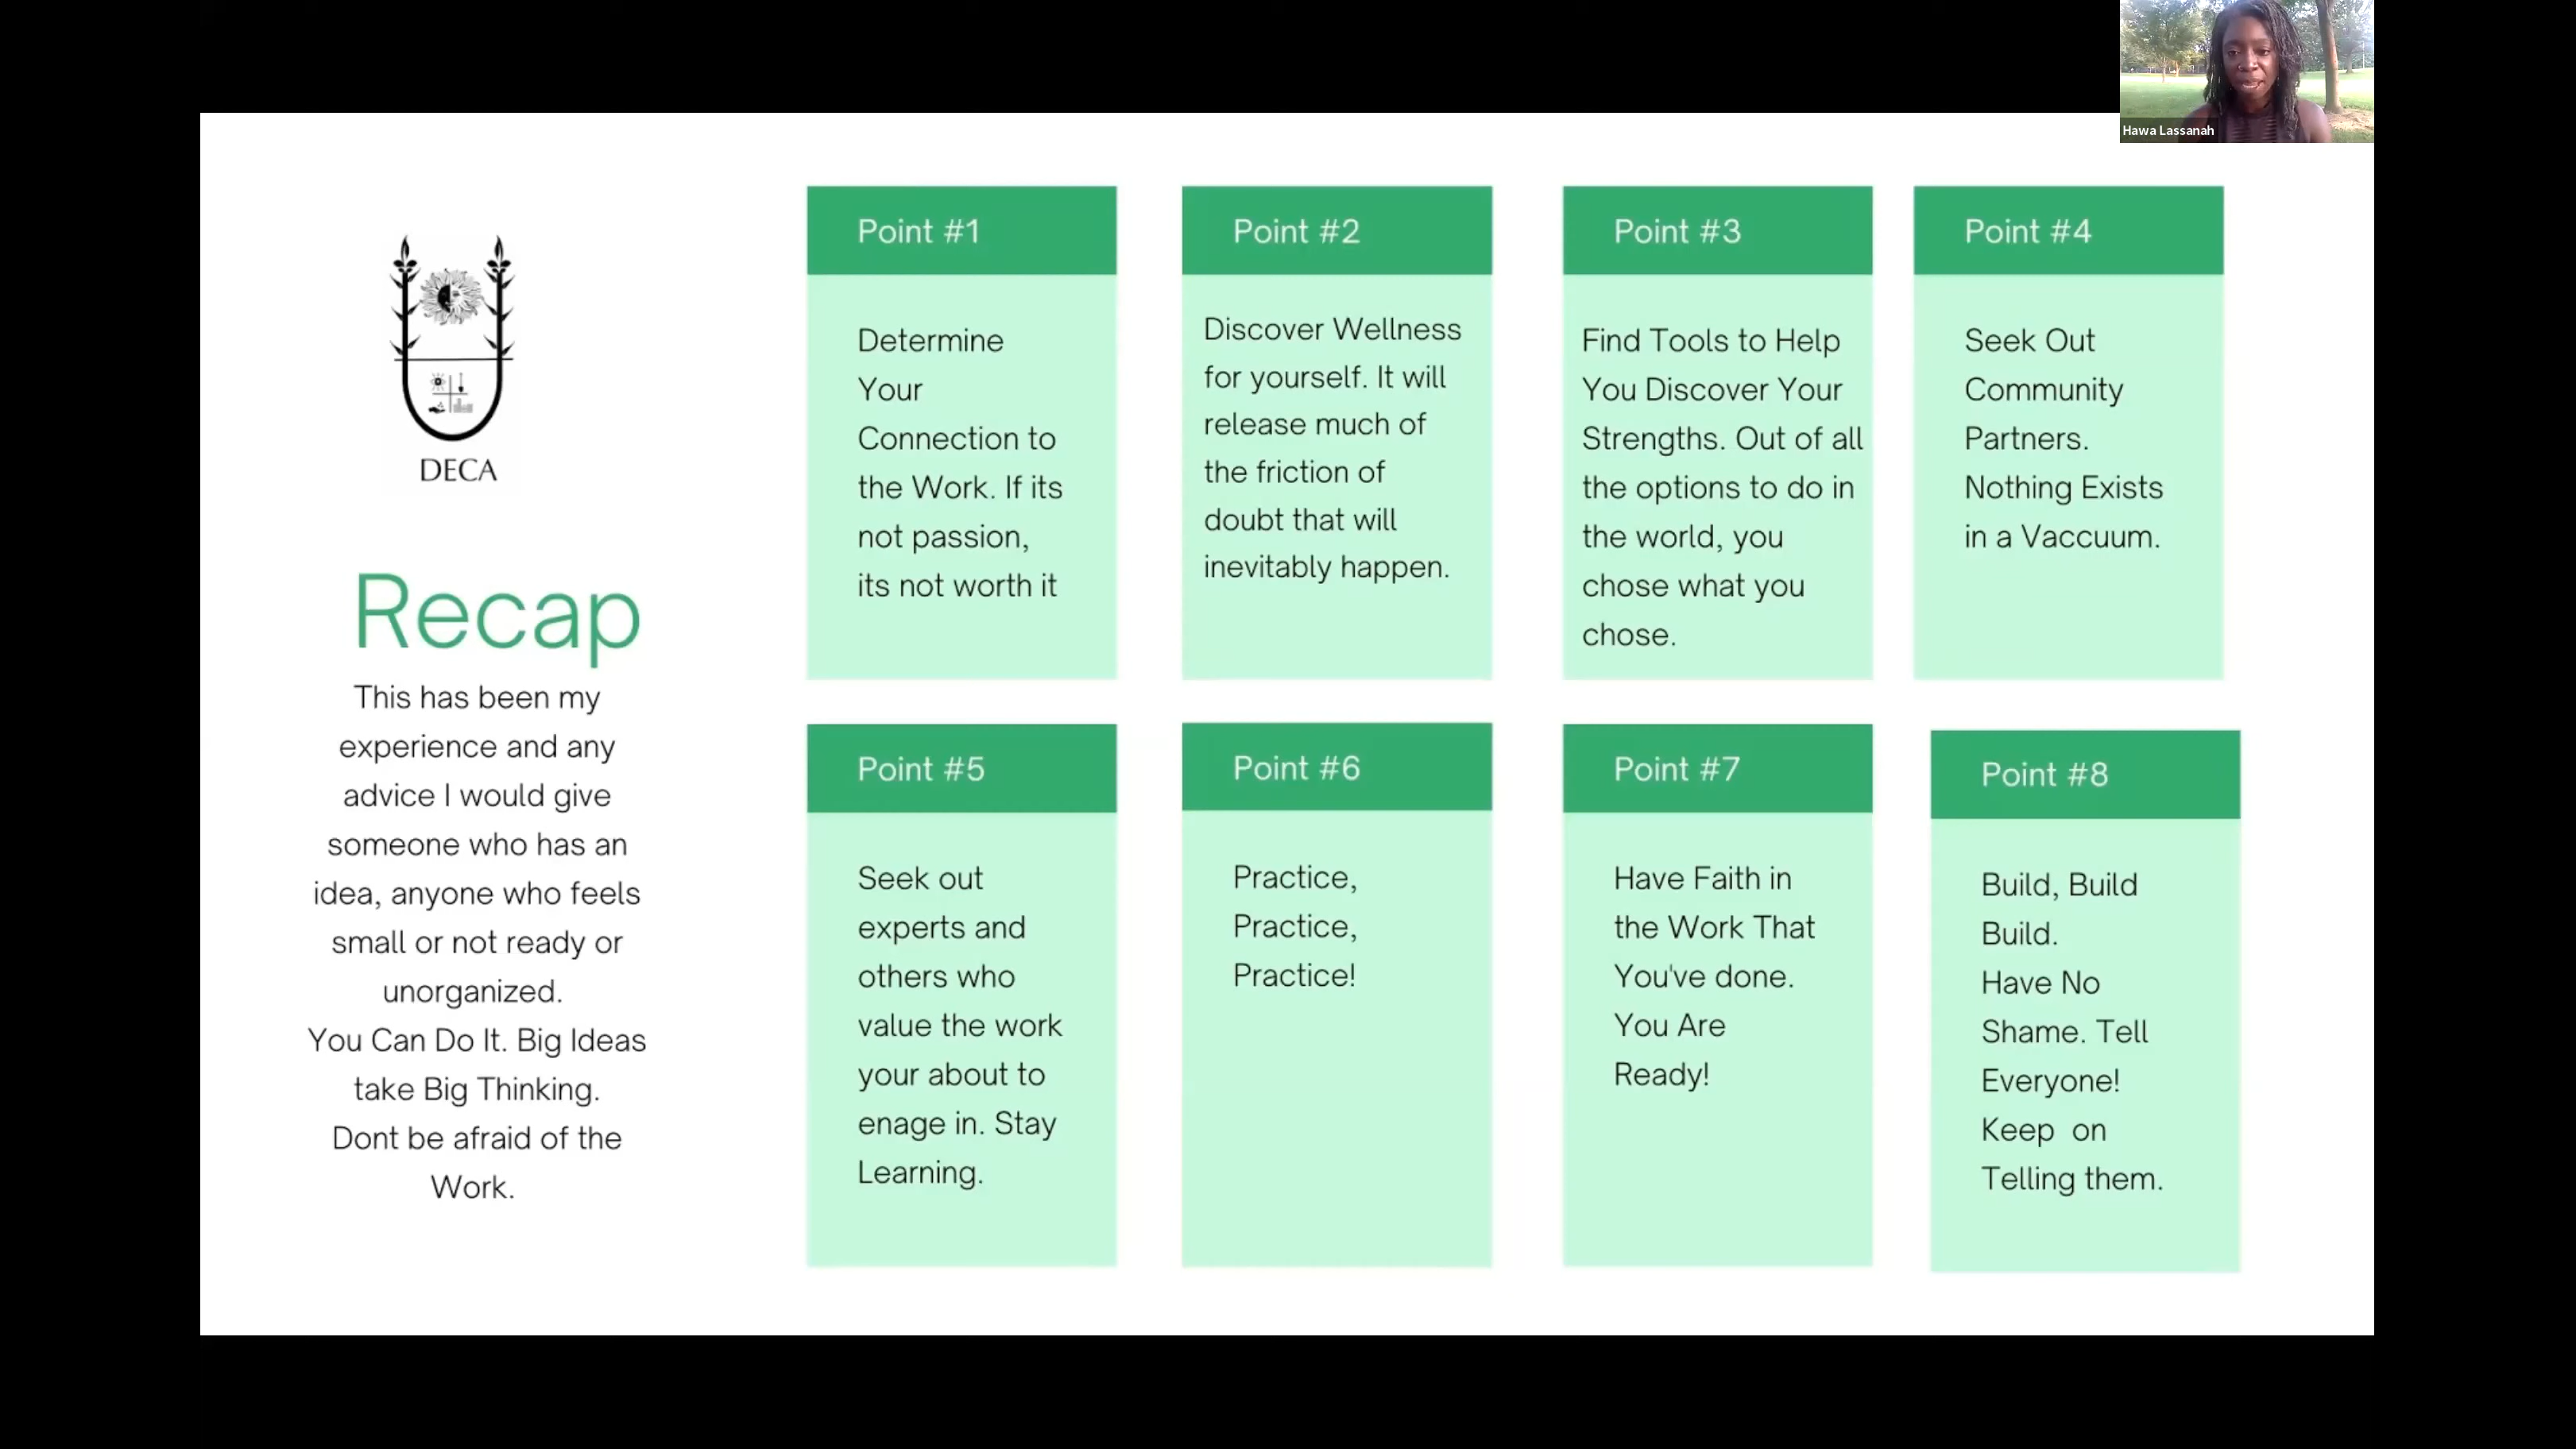 Hawa Lassanah
DECA
Recap
This has been my
experience and any
advice I would give
someone who has an
idea, anyone who feels
small or not ready or
unorganized.
You Can Do It. Big Ideas
take Big Thinking.
Dont be afraid of the
Work.
Point #1
Determine
Your
Connection to
the Work. If its
not passion,
its not worth it
Point #2
Discover Wellness
for yourself. It will
release much of
the friction of
doubt that will
inevitably happen.
Point #3
Find Tools to Help
You Discover Your
Strengths. Out of all
the options to do in
the world, you
chose what you
chose.
Point #4
Seek Out
Community
Partners.
Nothing Exists
in a Vaccuum.
Point #5
Seek out
experts and
others who
value the work
your about to
enage in. Stay
Learning.
Point #6
Practice,
Practice,
Practice!
Point #7
Have Faith in
the Work That
You've done.
You Are
Ready!
Point #8
Build, Build
Build.
Have No
Shame. Tell
Everyone!
Keep  on
Telling them.